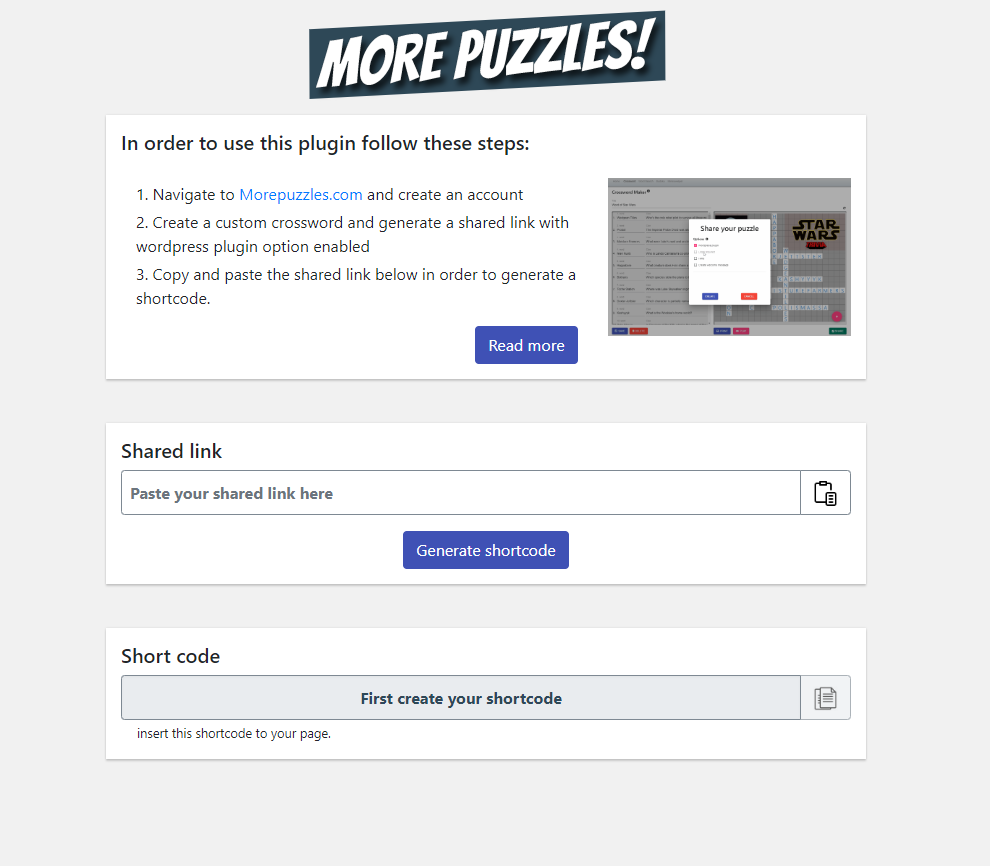 MORE PUZZLES!
In order to use this plugin follow these steps:
1. Navigate to Morepuzzles.com and create an account
2. Create a custom crossword and generate a shared link with
wordpress plugin option enabled
3. Copy and paste the shared link below in order to generate a
shortcode.
Read more
Crossword Maker
Share your puzzle
STAR
WARS
Shared link
Paste your shared link here
Generate shortcode
Short code
First create your shortcode
insert this shortcode to your page.